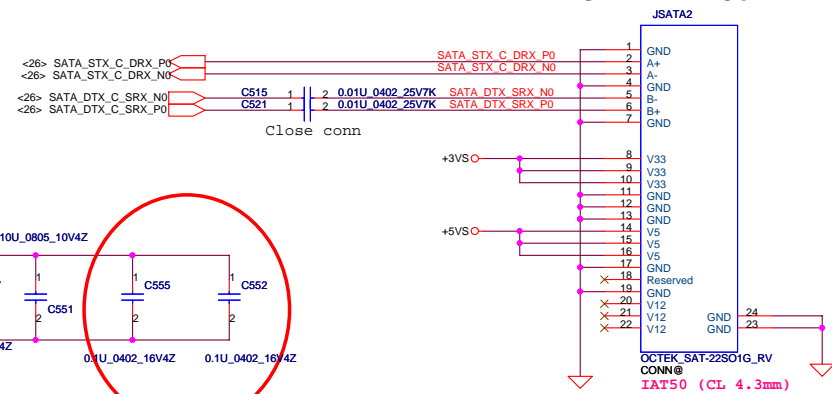 JSATA2
<26> SATA_STX_C_DRX_P0 SATA_STX_C_DRX_P0 2 A+
<26> SATA_STX_C_DRX_N0 SATA_STX_C_DRX_N0 3 A-
1 GND
4 GND
<26> SATA_DTX_C_SRX_N0 C515 1 2 0.01U_0402_25V7K SATA_DTX_SRX_N0 5 B-
<26> SATA_DTX_C_SRX_P0 C521 1 2 0.01U_0402_25V7K SATA_DTX_SRX_P0 6 B+
7 GND
Close conn
+3VS 8 V33
9 V33
10 V33
11 GND
12 GND
13 GND
+5VS 14 V5
15 V5
16 V5
17 GND
18 Reserved
19 GND
20 V12
21 V12 GND 24
22 V12 GND 23
10U_0805_10V4Z
1 1 1
C551 C555 C552
2 2 2
4Z 0.1U_0402_16V4Z 0.1U_0402_16V4Z
OCTEK_SAT-22SO1G_RV
CONN@
IAT50 (CL 4.3mm)